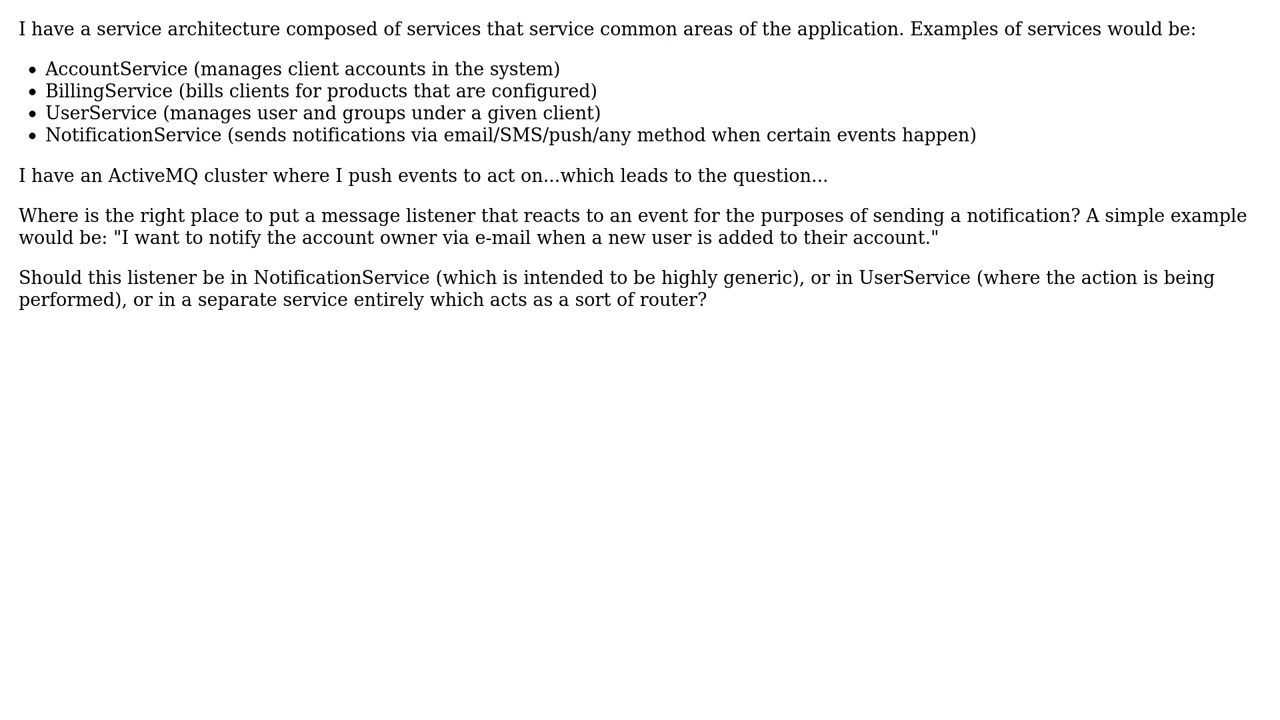 I have a service architecture composed of services that service common areas of the application. Examples of services would be:
• AccountService (manages client accounts in the system)
• BillingService (bills clients for products that are configured)
• UserService (manages user and groups under a given client)
• NotificationService (sends notifications via email/SMS/push/any method when certain events happen)
I have an ActiveMQ cluster where I push events to act on...which leads to the question...
Where is the right place to put a message listener that reacts to an event for the purposes of sending a notification? A simple example
would be: "I want to notify the account owner via e-mail when a new user is added to their account."
Should this listener be in NotificationService (which is intended to be highly generic), or in UserService (where the action is being
performed), or in a separate service entirely which acts as a sort of router?